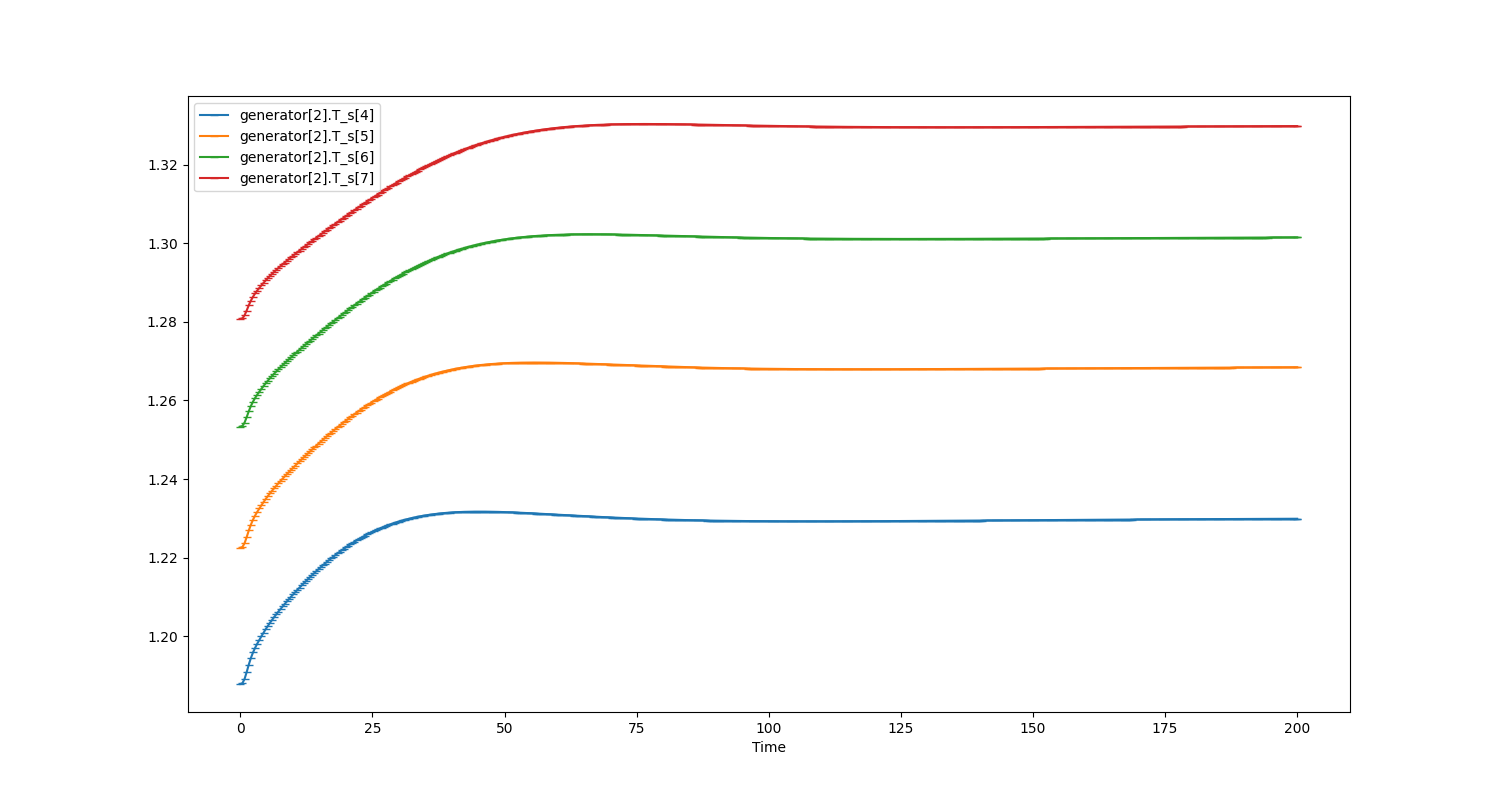 generator[2].T_s[4]
generator[2].T_s[5]
generator[2].T_s[6]
generator[2].T_s[7]
1.32
1.30
1.28
1.26
1.24
1.22
1.20
0 25 50 75 100 125 150 175 200
Time